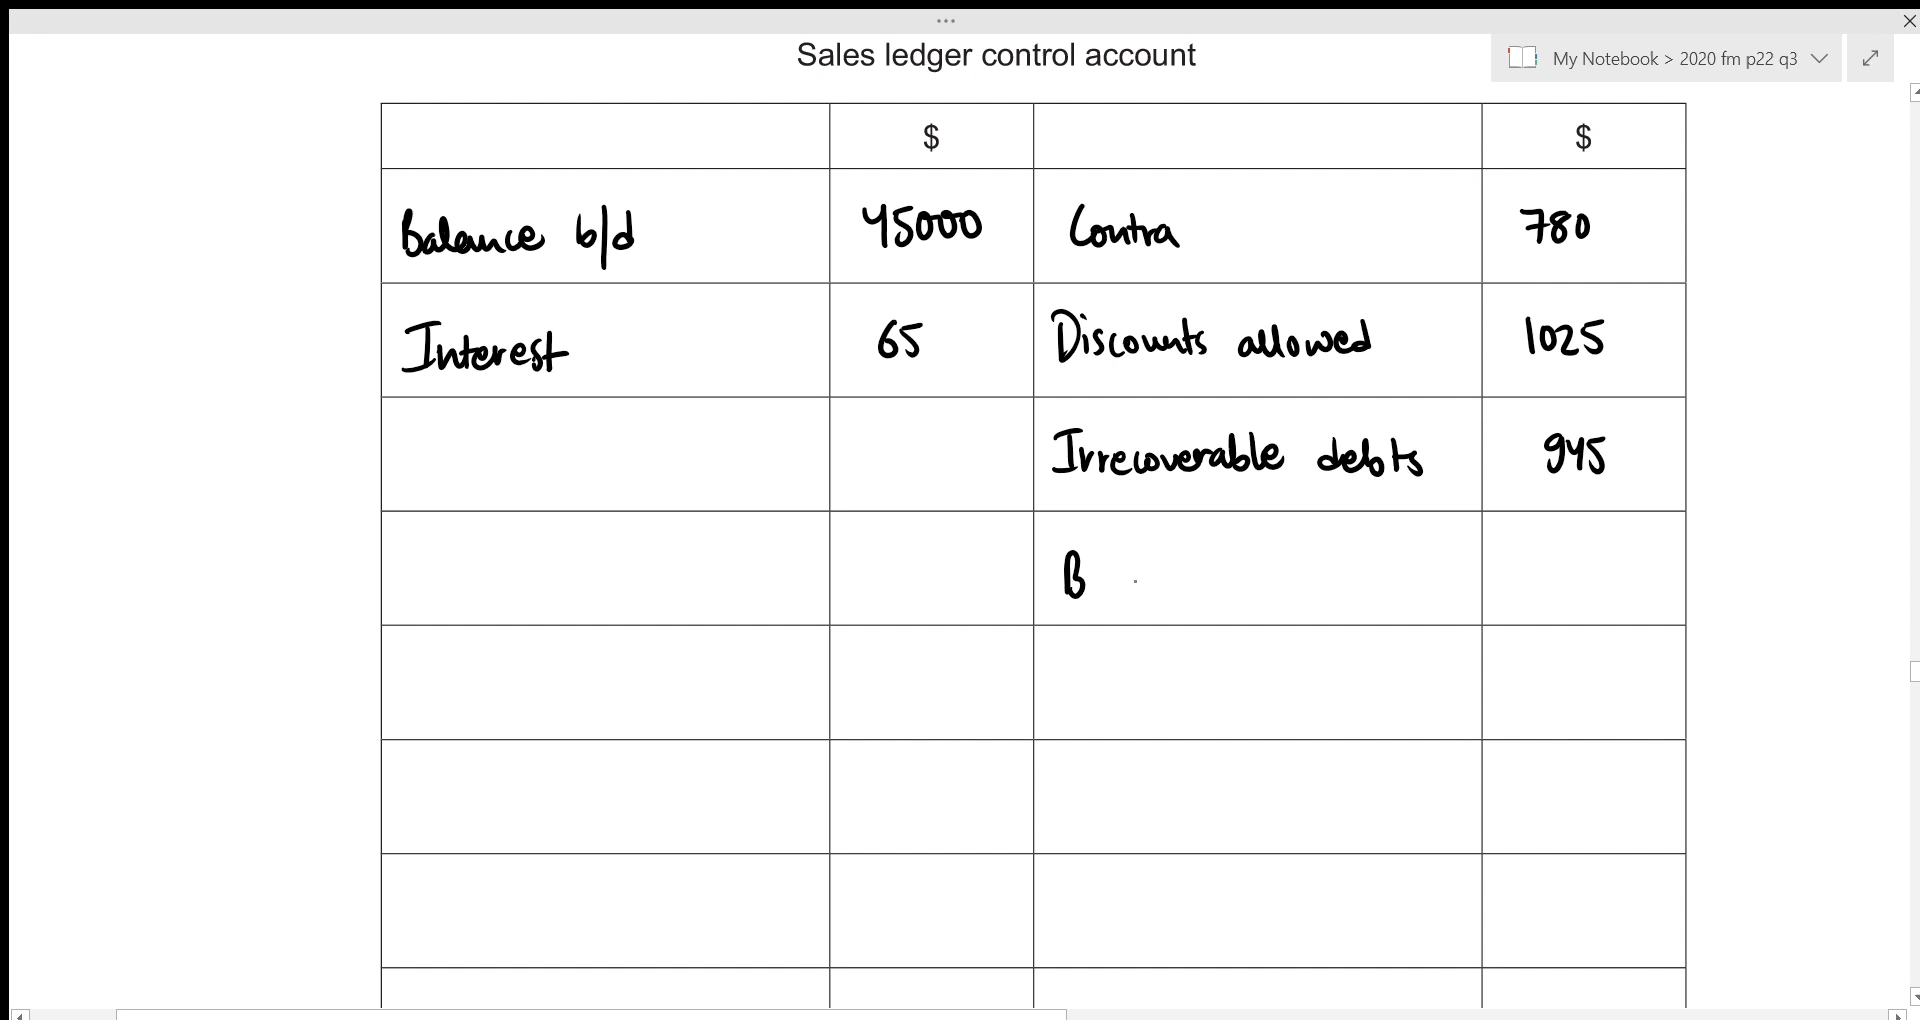 Sales ledger control account
My Notebook > 2020 fm p22 q3
$ $
Balance b/d 45000 Contra 780
Interest 65 Discounts allowed 1025
Irrecoverable debts 945
B